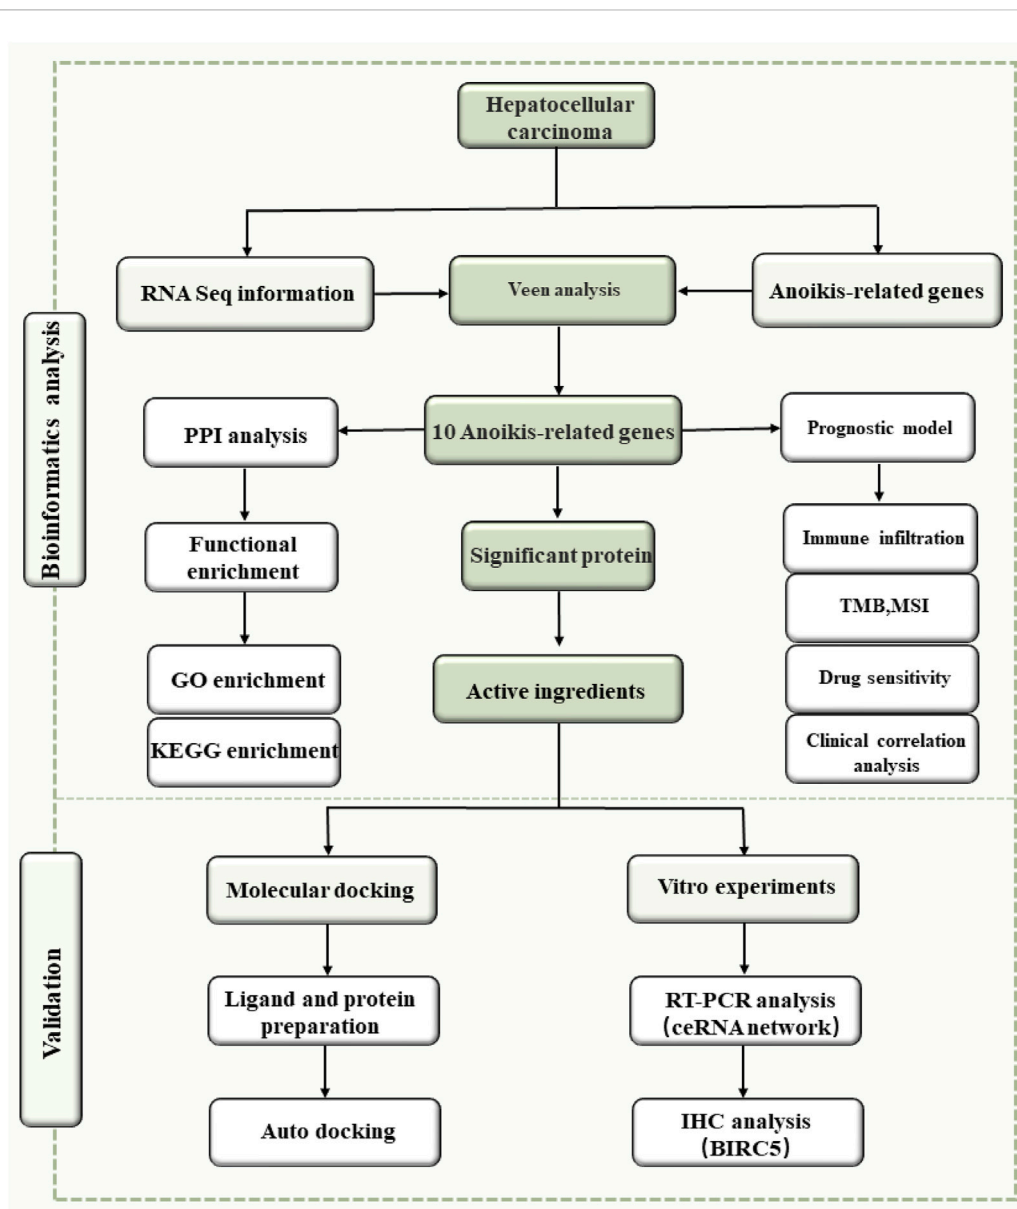 Hepatocellular
carcinoma
RNA Seq information
Veen analysis
Anoikis-related genes
Bioinformatics analysis
PPI analysis
10 Anoikis-related genes
Prognostic model
Functional
enrichment
Significant protein
Immune infiltration
TMB,MSI
GO enrichment
Active ingredients
Drug sensitivity
KEGG enrichment
Clinical correlation
analysis
Validation
Molecular docking
Vitro experiments
Ligand and protein
preparation
RT-PCR analysis
(ceRNA network)
Auto docking
IHC analysis
(BIRC5)